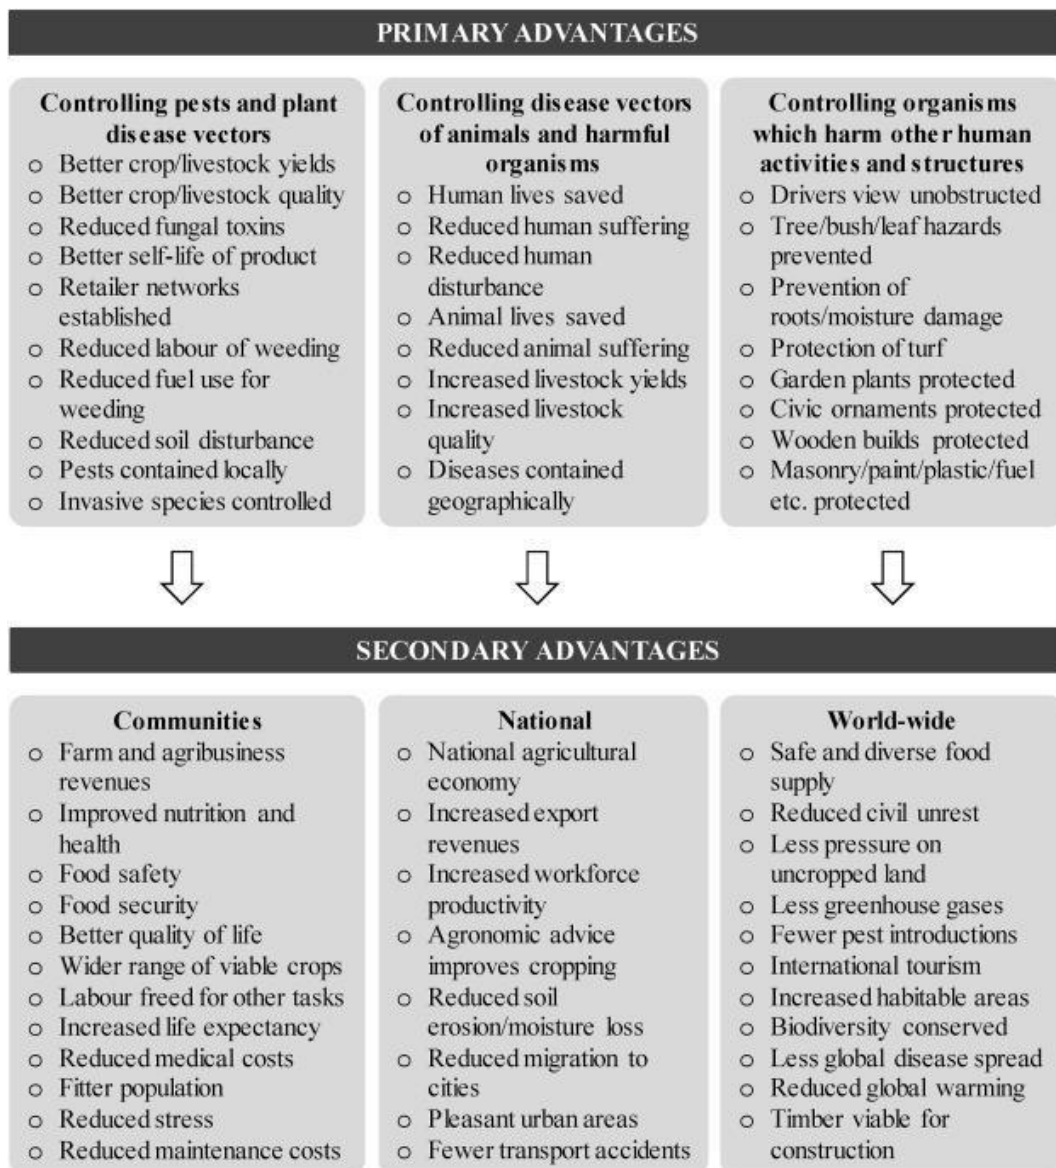 PRIMARY ADVANTAGES
Controlling pests and plant
disease vectors
o Better crop/livestock yields
o Better crop/livestock quality
o Reduced fungal toxins
o Better self-life of product
o Retailer networks
established
o Reduced labour of weeding
o Reduced fuel use for
weeding
o Reduced soil disturbance
o Pests contained locally
o Invasive species controlled
Controlling disease vectors
of animals and harmful
organisms
o Human lives saved
o Reduced human suffering
o Reduced human
disturbance
o Animal lives saved
o Reduced animal suffering
o Increased livestock yields
o Increased livestock
quality
o Diseases contained
geographically
Controlling organisms
which harm other human
activities and structures
o Drivers view unobstructed
o Tree/bush/leaf hazards
prevented
o Prevention of
roots/moisture damage
o Protection of turf
o Garden plants protected
o Civic ornaments protected
o Wooden builds protected
o Masonry/paint/plastic/fuel
etc. protected
SECONDARY ADVANTAGES
Communities
o Farm and agribusiness
revenues
o Improved nutrition and
health
o Food safety
o Food security
o Better quality of life
o Wider range of viable crops
o Labour freed for other tasks
o Increased life expectancy
o Reduced medical costs
o Fitter population
o Reduced stress
o Reduced maintenance costs
National
o National agricultural
economy
o Increased export
revenues
o Increased workforce
productivity
o Agronomic advice
improves cropping
o Reduced soil
erosion/moisture loss
o Reduced migration to
cities
o Pleasant urban areas
o Fewer transport accidents
World-wide
o Safe and diverse food
supply
o Reduced civil unrest
o Less pressure on
uncropped land
o Less greenhouse gases
o Fewer pest introductions
o International tourism
o Increased habitable areas
o Biodiversity conserved
o Less global disease spread
o Reduced global warming
o Timber viable for
construction